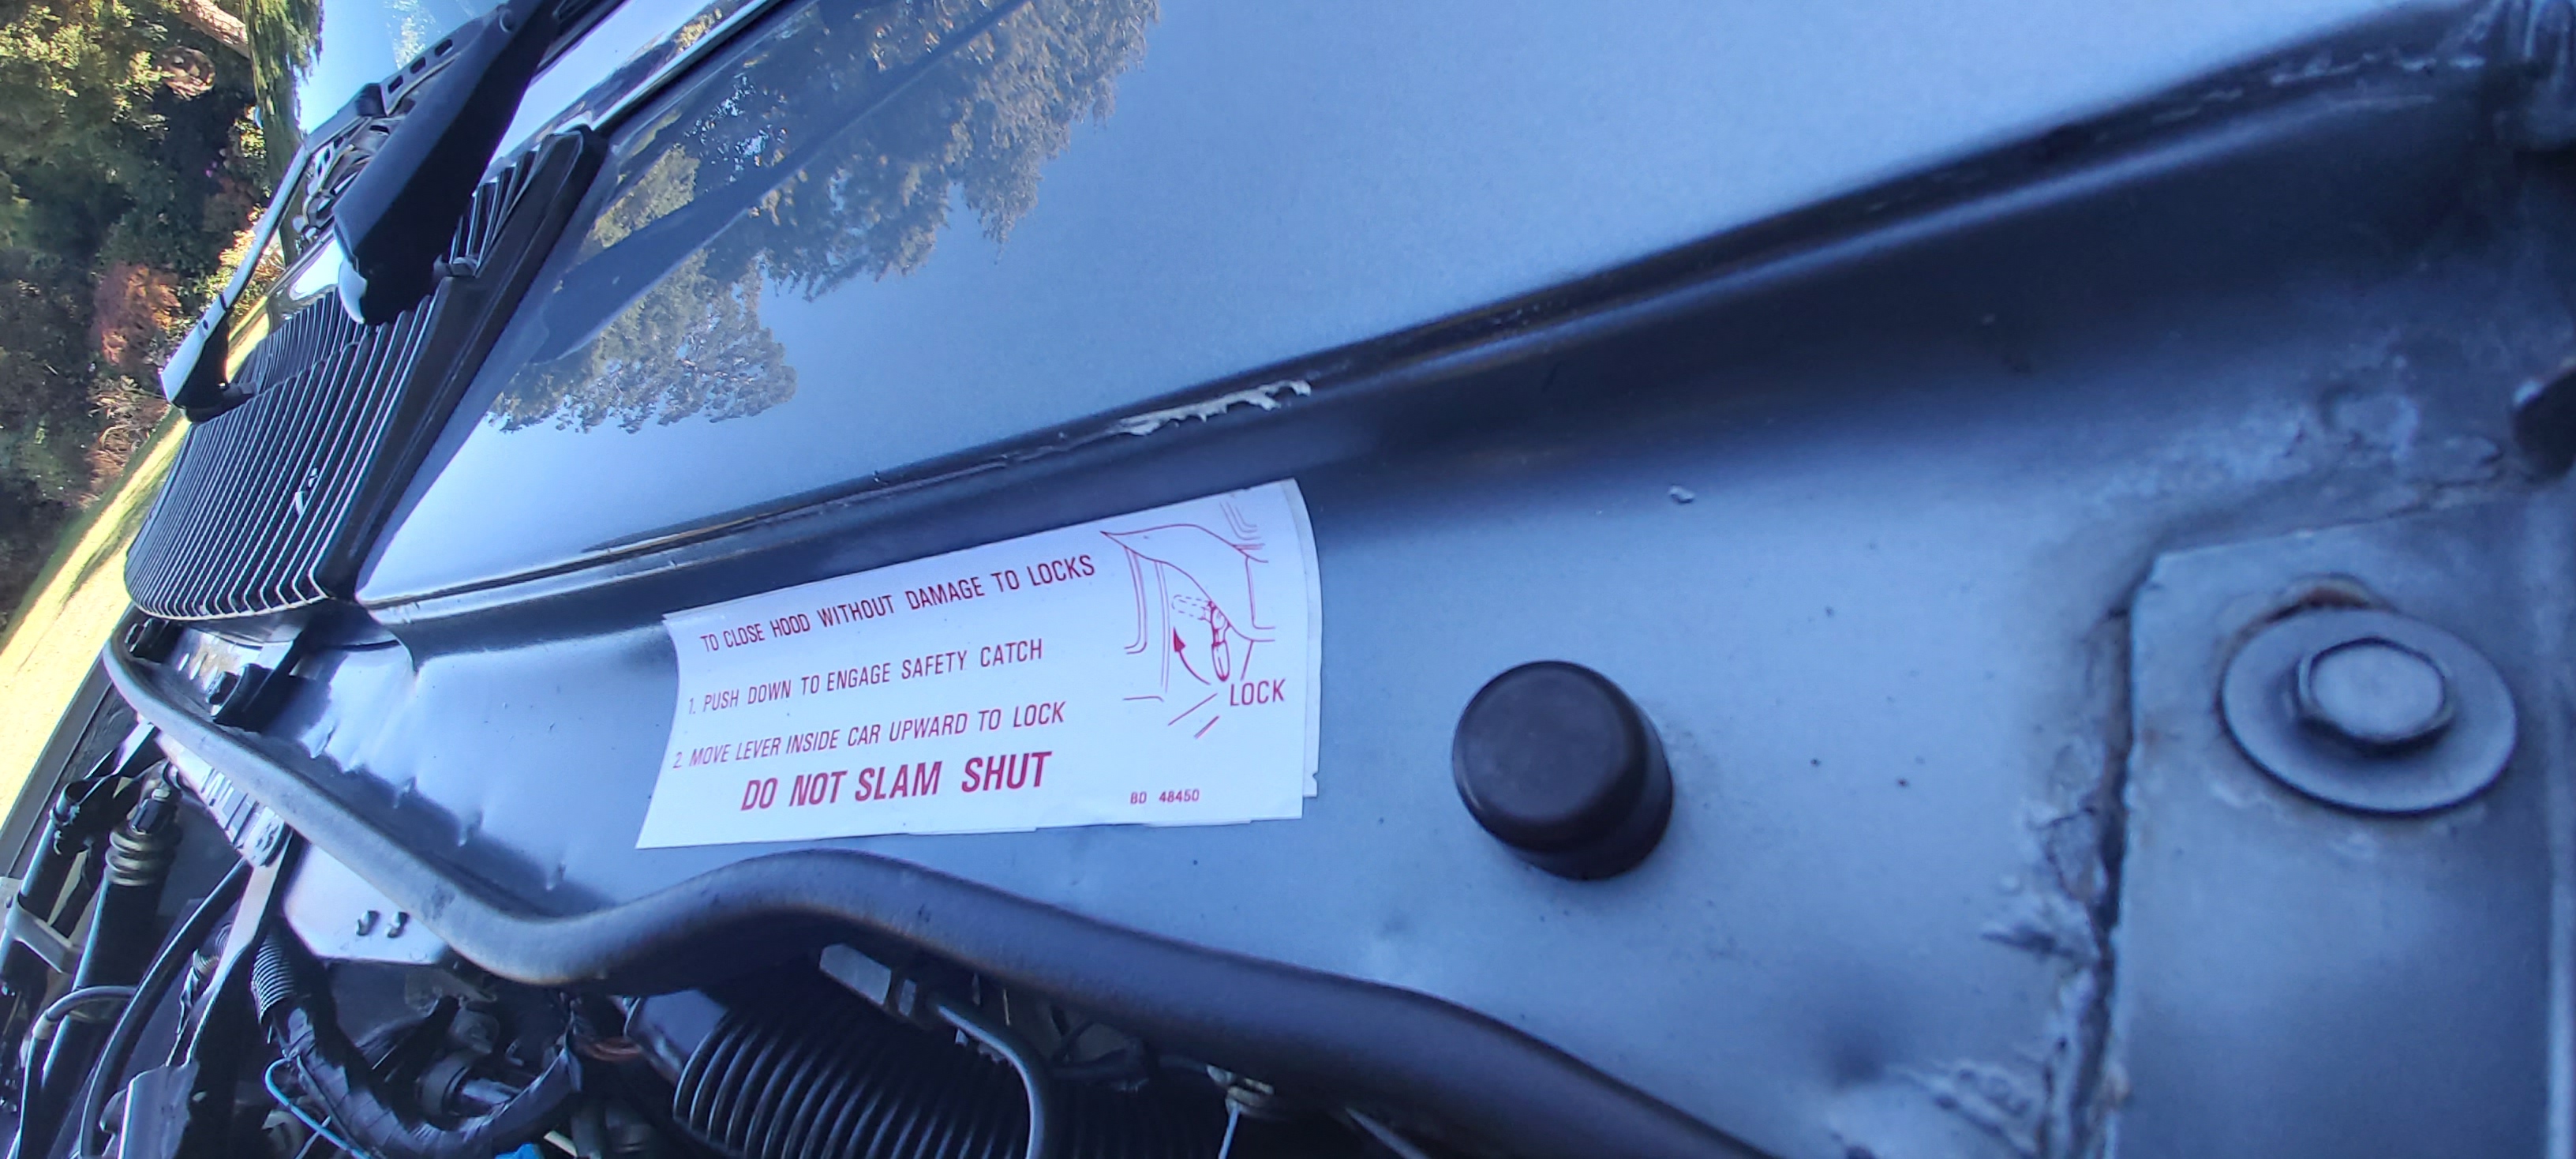 TO CLOSE HOOD WITHOUT DAMAGE TO LOCKS
1. PUSH DOWN TO ENGAGE SAFETY CATCH
2. MOVE LEVER INSIDE CAR UPWARD TO LOCK
DO NOT SLAM SHUT
LOCK
BD 48450